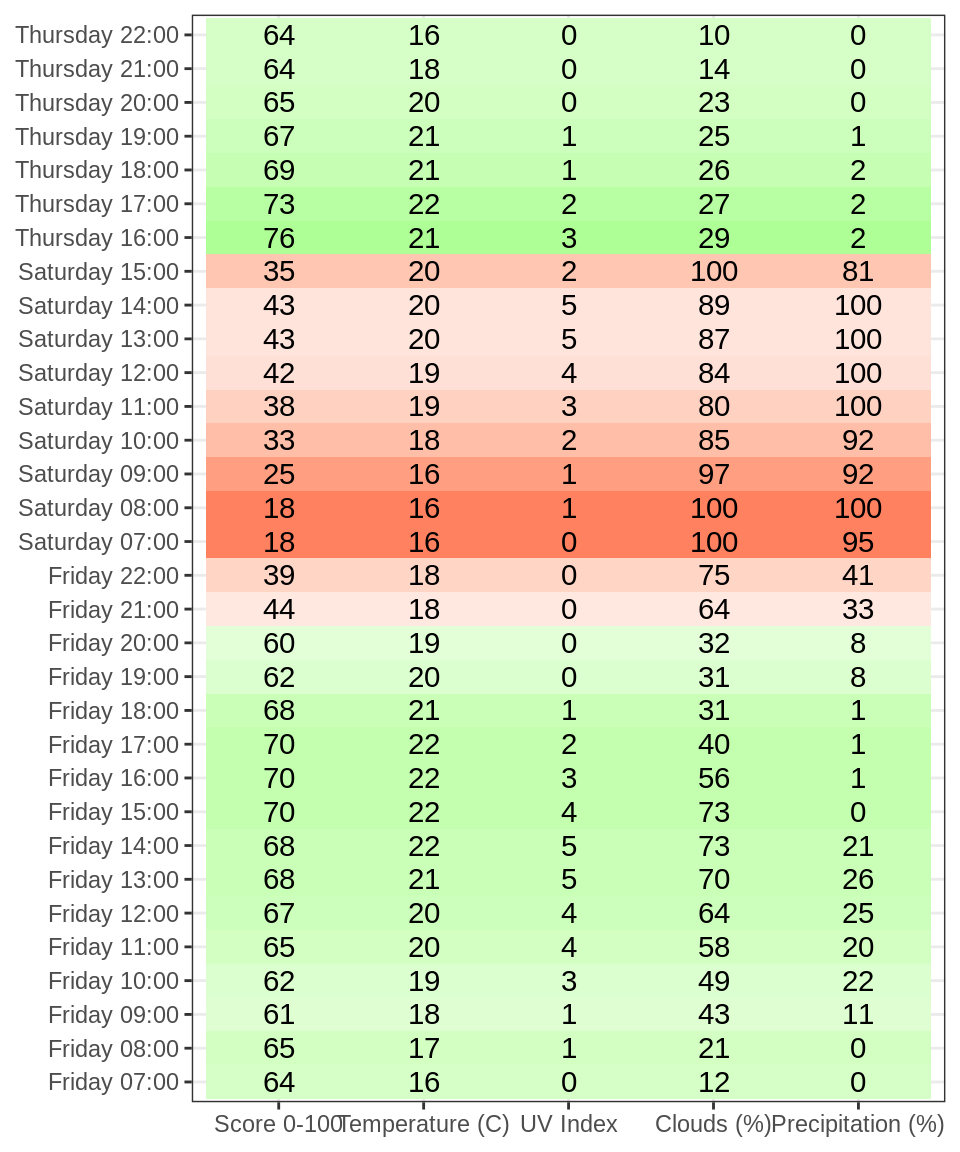 Thursday 22:00 64 16 0 10 0
Thursday 21:00 64 18 0 14 0
Thursday 20:00 65 20 0 23 0
Thursday 19:00 67 21 1 25 1
Thursday 18:00 69 21 1 26 2
Thursday 17:00 73 22 2 27 2
Thursday 16:00 76 21 3 29 2
Saturday 15:00 35 20 2 100 81
Saturday 14:00 43 20 5 89 100
Saturday 13:00 43 20 5 87 100
Saturday 12:00 42 19 4 84 100
Saturday 11:00 38 19 3 80 100
Saturday 10:00 33 18 2 85 92
Saturday 09:00 25 16 1 97 92
Saturday 08:00 18 16 1 100 100
Saturday 07:00 18 16 0 100 95
Friday 22:00 39 18 0 75 41
Friday 21:00 44 18 0 64 33
Friday 20:00 60 19 0 32 8
Friday 19:00 62 20 0 31 8
Friday 18:00 68 21 1 31 1
Friday 17:00 70 22 2 40 1
Friday 16:00 70 22 3 56 1
Friday 15:00 70 22 4 73 0
Friday 14:00 68 22 5 73 21
Friday 13:00 68 21 5 70 26
Friday 12:00 67 20 4 64 25
Friday 11:00 65 20 4 58 20
Friday 10:00 62 19 3 49 22
Friday 09:00 61 18 1 43 11
Friday 08:00 65 17 1 21 0
Friday 07:00 64 16 0 12 0
Score 0-100 Temperature (C) UV Index Clouds (%) Precipitation (%)